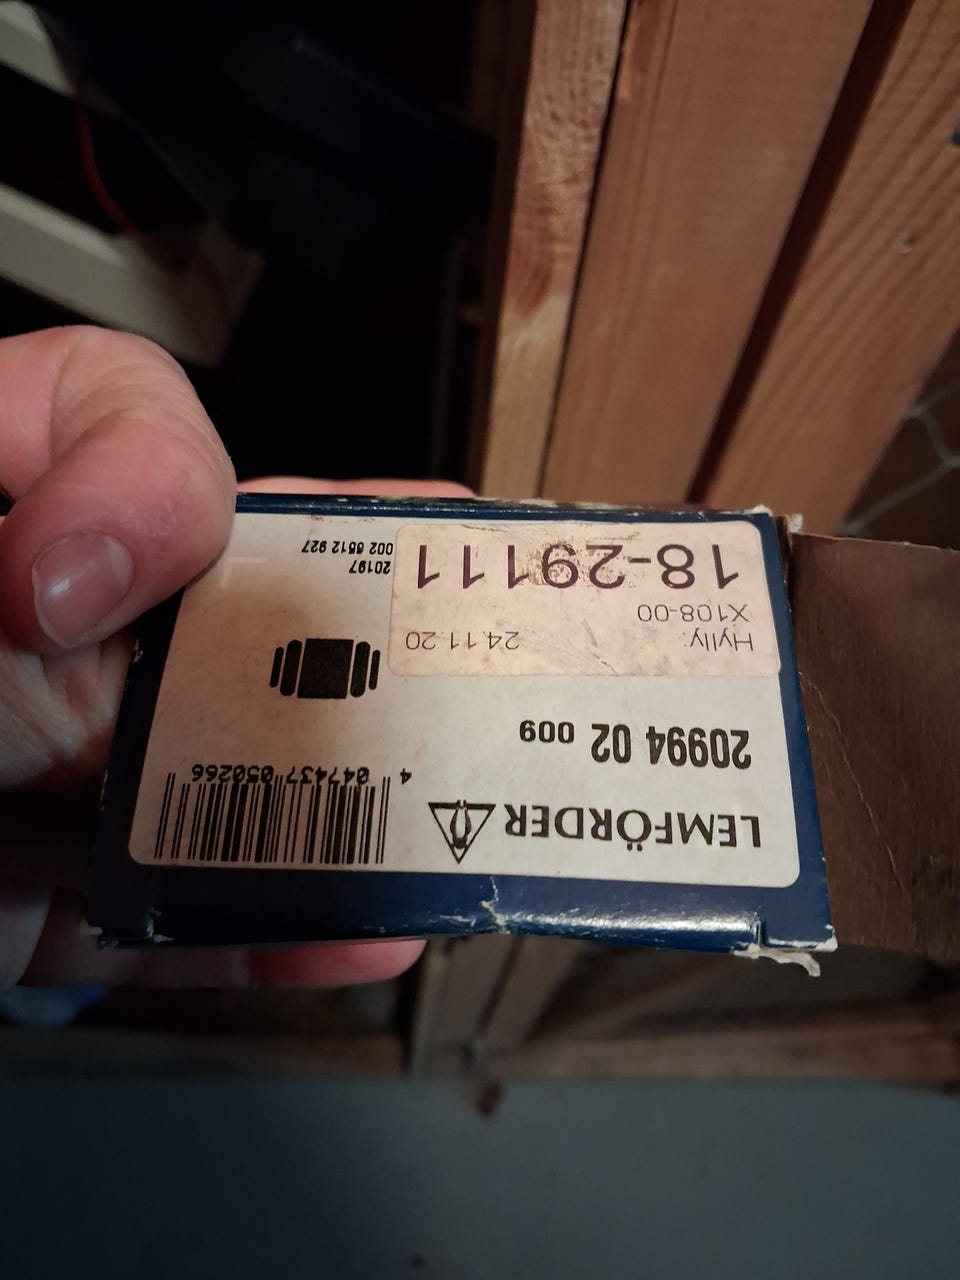 LEMFÖRDER
4 047437 050266
20994 02 009
Hylly: 24.11.20
X108-00
18-29111
20197
002 0512 927